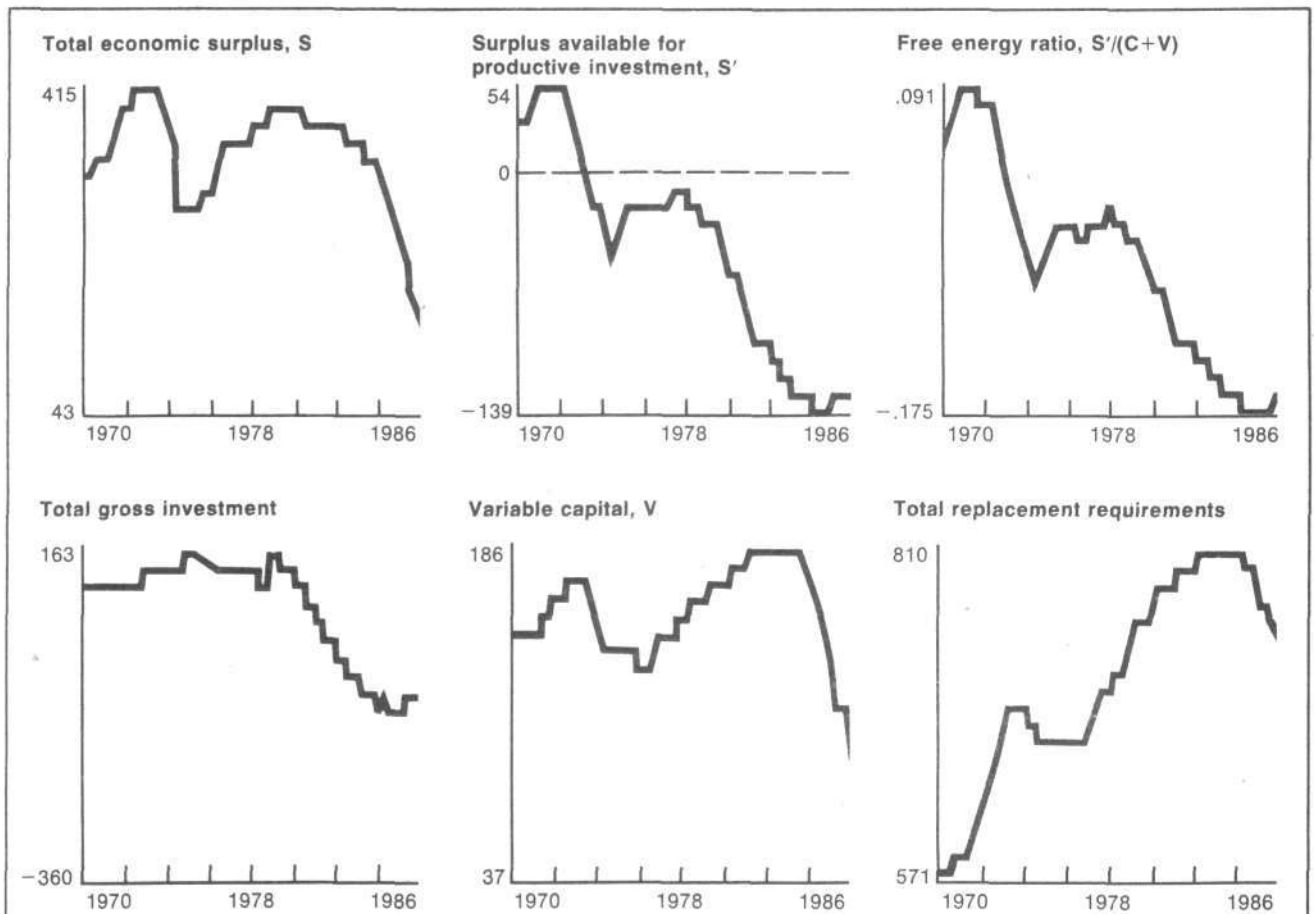 Total economic surplus, S
415
43
1970 1978 1986
Surplus available for
productive investment, S'
54
0
−139
1970 1978 1986
Free energy ratio, S'/(C+V)
.091
−.175
1970 1978 1986
Total gross investment
163
−360
1970 1978 1986
Variable capital, V
186
37
1970 1978 1986
Total replacement requirements
810
571
1970 1978 1986